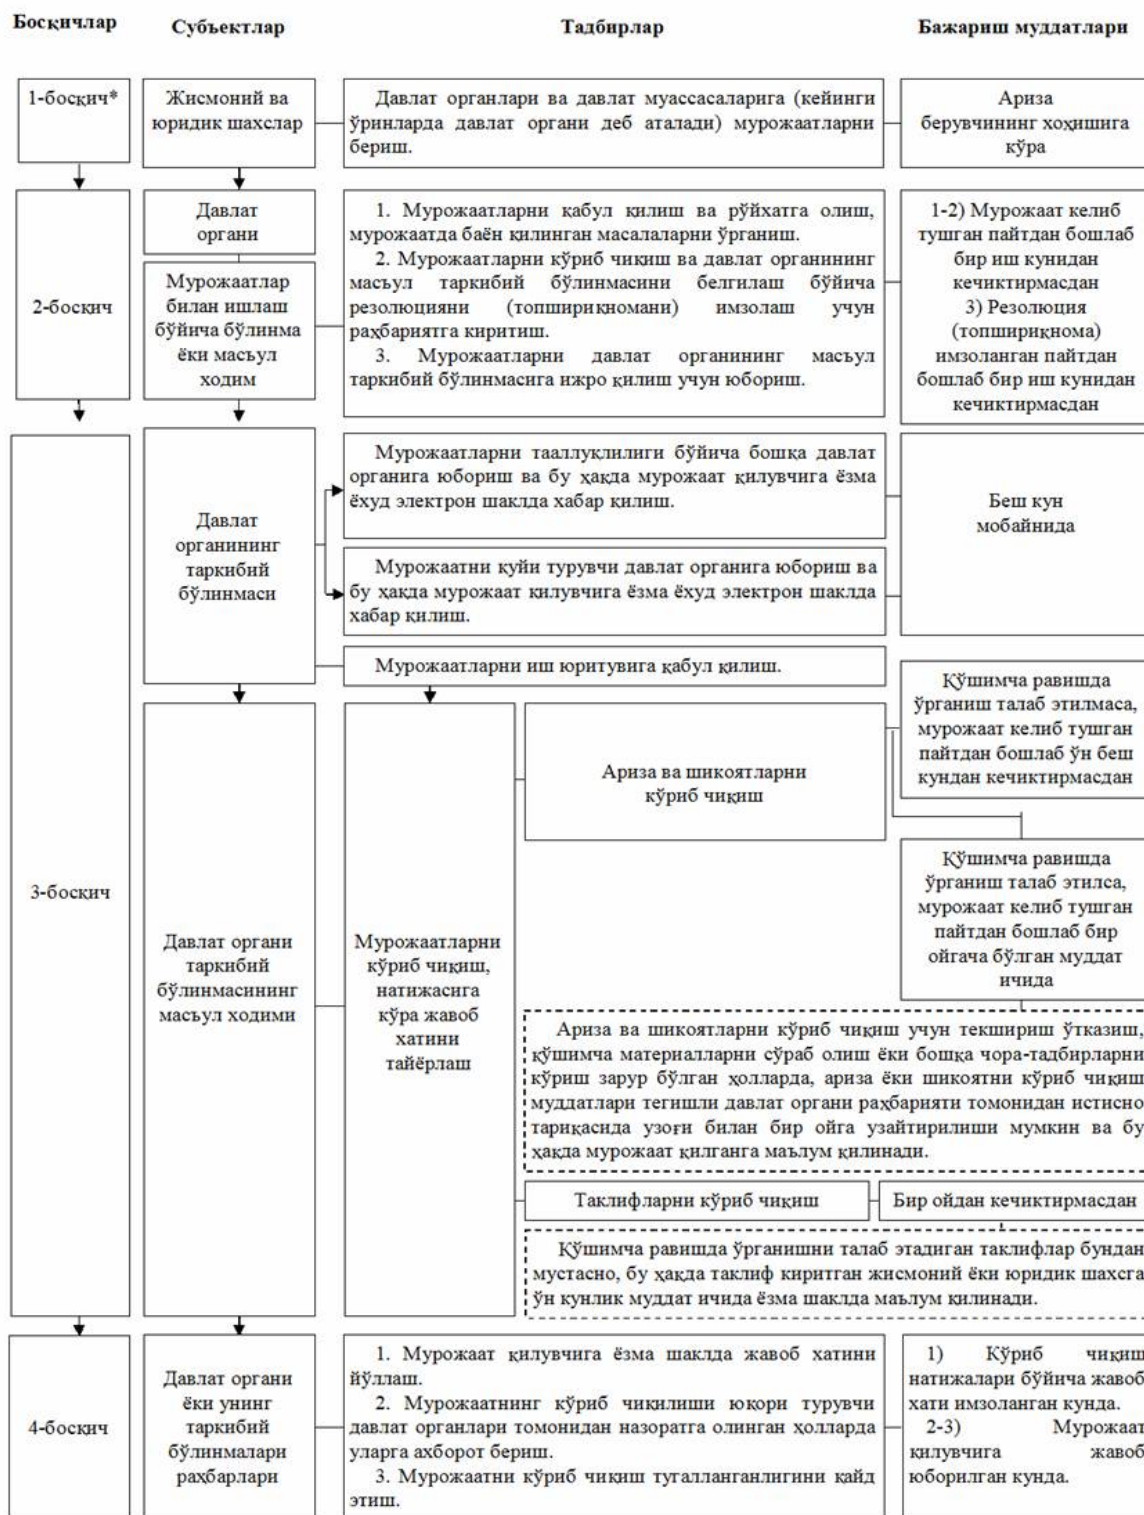 Босқичлар
Субъектлар
Тадбирлар
Бажариш муддатлари
1-босқич*
Жисмоний ва
юридик шахслар
Давлат органлари ва давлат муассасаларига (кейинги
ўринларда давлат органи деб аталади) мурожаатларни
бериш.
Ариза
берувчининг хоҳишига
кўра
2-босқич
Давлат
органи
Мурожаатлар
билан ишлаш
бўйича бўлинма
ёки масъул
ходим
1. Мурожаатларни қабул қилиш ва рўйхатга олиш,
мурожаатда баён қилинган масалаларни ўрганиш.
2. Мурожаатларни кўриб чиқиш ва давлат органининг
масъул таркибий бўлинмасини белгилаш бўйича
резолюцияни (топшириқномани) имзолаш учун
раҳбариятга киритиш.
3. Мурожаатларни давлат органининг масъул
таркибий бўлинмасига ижро қилиш учун юбориш.
1-2) Мурожаат келиб
тушган пайтдан бошлаб
бир иш кунидан
кечиктирмасдан
3) Резолюция
(топшириқнома)
имзоланган пайтдан
бошлаб бир иш кунидан
кечиктирмасдан
3-босқич
Давлат
органининг
таркибий
бўлинмаси
Мурожаатларни тааллуқлилиги бўйича бошқа давлат
органига юбориш ва бу ҳақда мурожаат қилувчига ёзма
ёхуд электрон шаклда хабар қилиш.
Мурожаатни қуйи турувчи давлат органига юбориш ва
бу ҳақда мурожаат қилувчига ёзма ёхуд электрон шаклда
хабар қилиш.
Беш кун
мобайнида
Мурожаатларни иш юритувига қабул қилиш.
Давлат органи
таркибий
бўлинмасининг
масъул ходими
Мурожаатларни
кўриб чиқиш,
натижасига
кўра жавоб
хатини
тайёрлаш
Ариза ва шикоятларни
кўриб чиқиш
Қўшимча равишда
ўрганиш талаб этилмаса,
мурожаат келиб тушган
пайтдан бошлаб ўн беш
кундан кечиктирмасдан
Қўшимча равишда
ўрганиш талаб этилса,
мурожаат келиб тушган
пайтдан бошлаб бир
ойгача бўлган муддат
ичида
Ариза ва шикоятларни кўриб чиқиш учун текшириш ўтказиш,
қўшимча материалларни сўраб олиш ёки бошқа чора-тадбирларни
кўриш зарур бўлган ҳолларда, ариза ёки шикоятни кўриб чиқиш
муддатлари тегишли давлат органи раҳбарияти томонидан истисно
тариқасида узоғи билан бир ойга узайтирилиши мумкин ва бу
ҳақда мурожаат қилганга маълум қилинади.
Таклифларни кўриб чиқиш
Бир ойдан кечиктирмасдан
Қўшимча равишда ўрганишни талаб этадиган таклифлар бундан
мустасно, бу ҳақда таклиф киритган жисмоний ёки юридик шахсга
ўн кунлик муддат ичида ёзма шаклда маълум қилинади.
4-босқич
Давлат органи
ёки унинг
таркибий
бўлинмалари
раҳбарлари
1. Мурожаат қилувчига ёзма шаклда жавоб хатини
йўллаш.
2. Мурожаатнинг кўриб чиқилиши юқори турувчи
давлат органлари томонидан назоратга олинган ҳолларда
уларга ахборот бериш.
3. Мурожаатни кўриб чиқиш тугалланганлигини қайд
этиш.
1) Кўриб чиқиш
натижалари бўйича жавоб
хати имзоланган кунда.
2-3) Мурожаат
қилувчига жавоб
юборилган кунда.